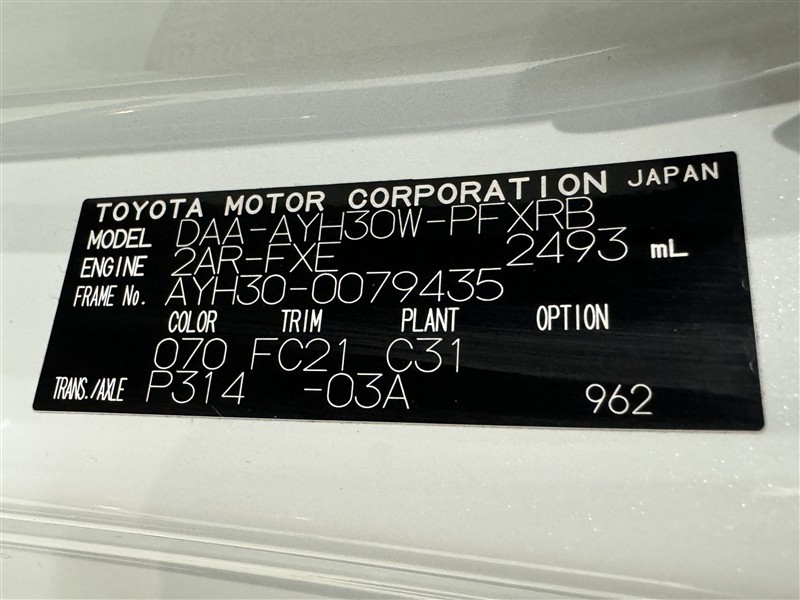 TOYOTA MOTOR CORPORATION JAPAN
MODEL DAA-AYH30W-PFXRB
ENGINE 2AR-FXE 2493 mL
FRAME No. AYH30-0079435
COLOR TRIM PLANT OPTION
070 FC21 C31
TRANS./AXLE P314 -03A 962